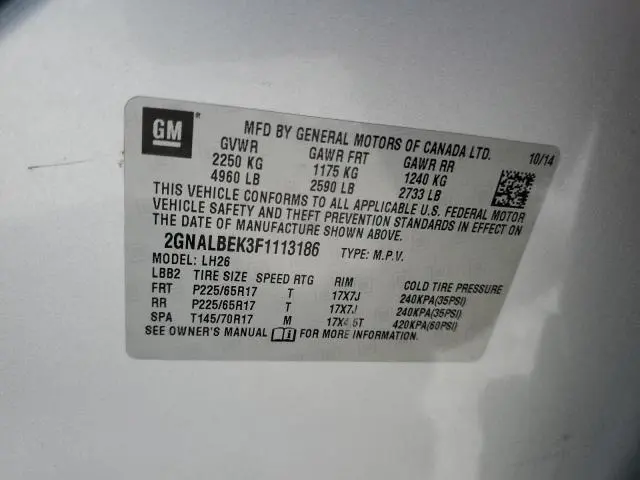 GM
MFD BY GENERAL MOTORS OF CANADA LTD. 10/14
GVWR GAWR FRT GAWR RR
2250 KG 1175 KG 1240 KG
4960 LB 2590 LB 2733 LB
THIS VEHICLE CONFORMS TO ALL APPLICABLE U.S. FEDERAL MOTOR
VEHICLE SAFETY AND THEFT PREVENTION STANDARDS IN EFFECT ON
THE DATE OF MANUFACTURE SHOWN ABOVE.
2GNALBEK3F1113186 TYPE: M.P.V.
MODEL: LH26
LBB2 TIRE SIZE SPEED RTG RIM COLD TIRE PRESSURE
FRT P225/65R17 T 17X7J 240KPA(35PSI)
RR P225/65R17 T 17X7J 240KPA(35PSI)
SPA T145/70R17 M 420KPA(60PSI)
SEE OWNER'S MANUAL FOR MORE INFORMATION.